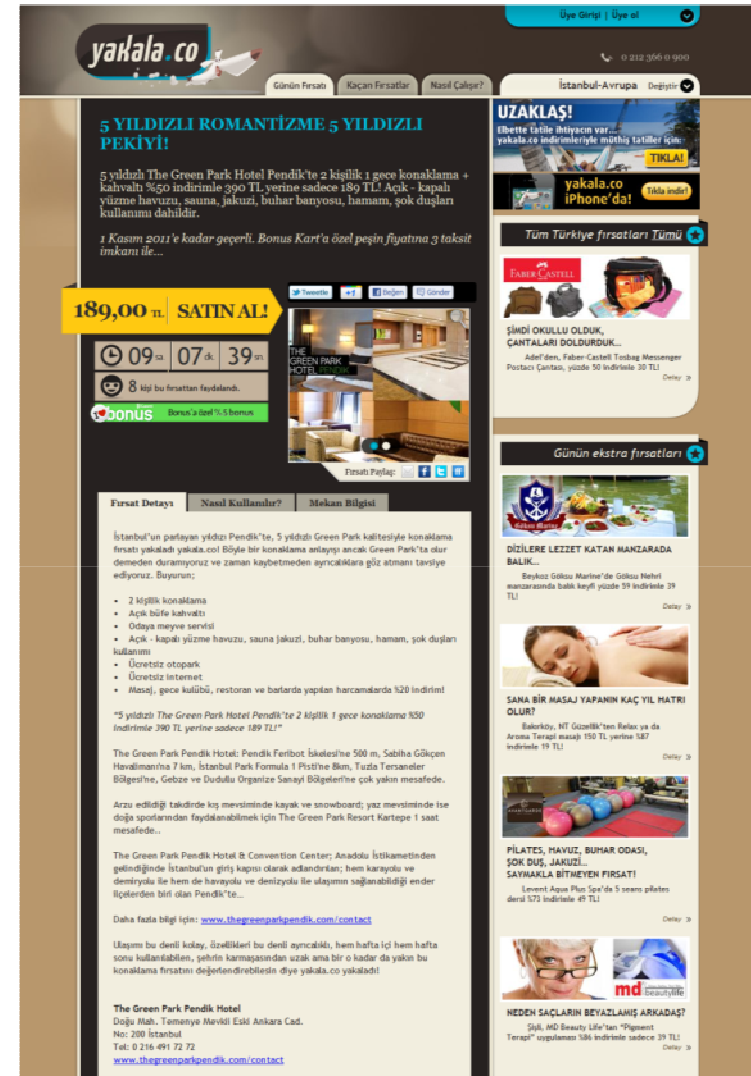 Üye Girişi | Üye ol
yakala.co
0 212 366 0 900
Günün Fırsatı
Kaçan Fırsatlar
Nasıl Çalışır?
İstanbul-Avrupa Değiştir
5 YILDIZLI ROMANTİZME 5 YILDIZLI
PEKİYİ!
5 yıldızlı The Green Park Hotel Pendik'te 2 kişilik 1 gece konaklama +
kahvaltı %50 indirimle 390 TL yerine sadece 189 TL! Açık - kapalı
yüzme havuzu, sauna, jakuzi, buhar banyosu, hamam, şok duşları
kullanımı dahildir.
1 Kasım 2011'e kadar geçerli. Bonus Kart'a özel peşin fiyatına 3 taksit
imkanı ile...
189,00 TL SATIN AL!
Tweetle
+1
Beğen
Gönder
09 sa. 07 dk. 39 sn.
8 kişi bu fırsattan faydalandı.
bonus Bonus'a özel %5 bonus
THE
GREEN PARK
HOTEL PENDIK
Fırsatı Paylaş:
Fırsat Detayı
Nasıl Kullanılır?
Mekan Bilgisi
İstanbul'un parlayan yıldızı Pendik'te, 5 yıldızlı Green Park kalitesiyle konaklama
fırsatı yakaladı yakala.co! Böyle bir konaklama anlayışı ancak Green Park'ta olur
demeden duramıyoruz ve zaman kaybetmeden ayrıcalıklara göz atmanı tavsiye
ediyoruz. Buyurun;
• 2 kişilik konaklama
• Açık büfe kahvaltı
• Odaya meyve servisi
• Açık - kapalı yüzme havuzu, sauna jakuzi, buhar banyosu, hamam, şok duşları
kullanımı
• Ücretsiz otopark
• Ücretsiz internet
• Masaj, gece kulübü, restoran ve barlarda yapılan harcamalarda %20 indirim!
"5 yıldızlı The Green Park Hotel Pendik'te 2 kişilik 1 gece konaklama %50
indirimle 390 TL yerine sadece 189 TL!"
The Green Park Pendik Hotel: Pendik Feribot İskelesi'ne 500 m, Sabiha Gökçen
Havalimanı'na 7 km, İstanbul Park Formula 1 Pisti'ne 8km, Tuzla Tersaneler
Bölgesi'ne, Gebze ve Dudullu Organize Sanayi Bölgeleri'ne çok yakın mesafede.
Arzu edildiği takdirde kış mevsiminde kayak ve snowboard; yaz mevsiminde ise
doğa sporlarından faydalanabilmek için The Green Park Resort Kartepe 1 saat
mesafede..
The Green Park Pendik Hotel & Convention Center; Anadolu İstikametinden
gelindiğinde İstanbul'un giriş kapısı olarak adlandırılan; hem karayolu ve
demiryolu ile hem de havayolu ve denizyolu ile ulaşımın sağlanabildiği ender
ilçelerden biri olan Pendik'te...
Daha fazla bilgi için: www.thegreenparkpendik.com/contact
Ulaşımı bu denli kolay, özellikleri bu denli ayrıcalıklı, hem hafta içi hem hafta
sonu kullanılabilen, şehrin karmaşasından uzak ama bir o kadar da yakın bu
konaklama fırsatını değerlendirebilesin diye yakala.co yakaladı!
The Green Park Pendik Hotel
Doğu Mah. Temenye Mevkii Eski Ankara Cad.
No: 200 İstanbul
Tel: 0 216 491 72 72
www.thegreenparkpendik.com/contact
UZAKLAŞ!
Elbette tatile ihtiyacın var...
yakala.co indirimleriyle müthiş tatiller için:
TIKLA!
yakala.co
iPhone'da!
Tıkla indir!
Tüm Türkiye fırsatları Tümü
FABER-CASTELL
ŞİMDİ OKULLU OLDUK,
ÇANTALARI DOLDURDUK...
Adel'den, Faber-Castell Tosbag Messenger
Postacı Çantası, yüzde 50 indirimle 30 TL!
Detay
Günün ekstra fırsatları
Göksu Marine
DİZİLERE LEZZET KATAN MANZARADA
BALIK...
Beykoz Göksu Marine'de Göksu Nehri
manzarasında balık keyfi yüzde 59 indirimle 39
TL!
Detay
SANA BİR MASAJ YAPANIN KAÇ YIL HATRI
OLUR?
Bakırköy, NT Güzellik'ten Relax ya da
Aroma Terapi masajı 150 TL yerine %87
indirimle 19 TL!
Detay
PİLATES, HAVUZ, BUHAR ODASI,
ŞOK DUŞ, JAKUZİ...
SAYMAKLA BİTMEYEN FIRSAT!
Levent Aqua Plus Spa'da 5 seans pilates
dersi %73 indirimle 49 TL!
Detay
md beautylife
NEDEN SAÇLARIN BEYAZLAMIŞ ARKADAŞ?
Şişli, MD Beauty Life'tan "Pigment
Terapi" uygulaması %86 indirimle sadece 39 TL!
Detay